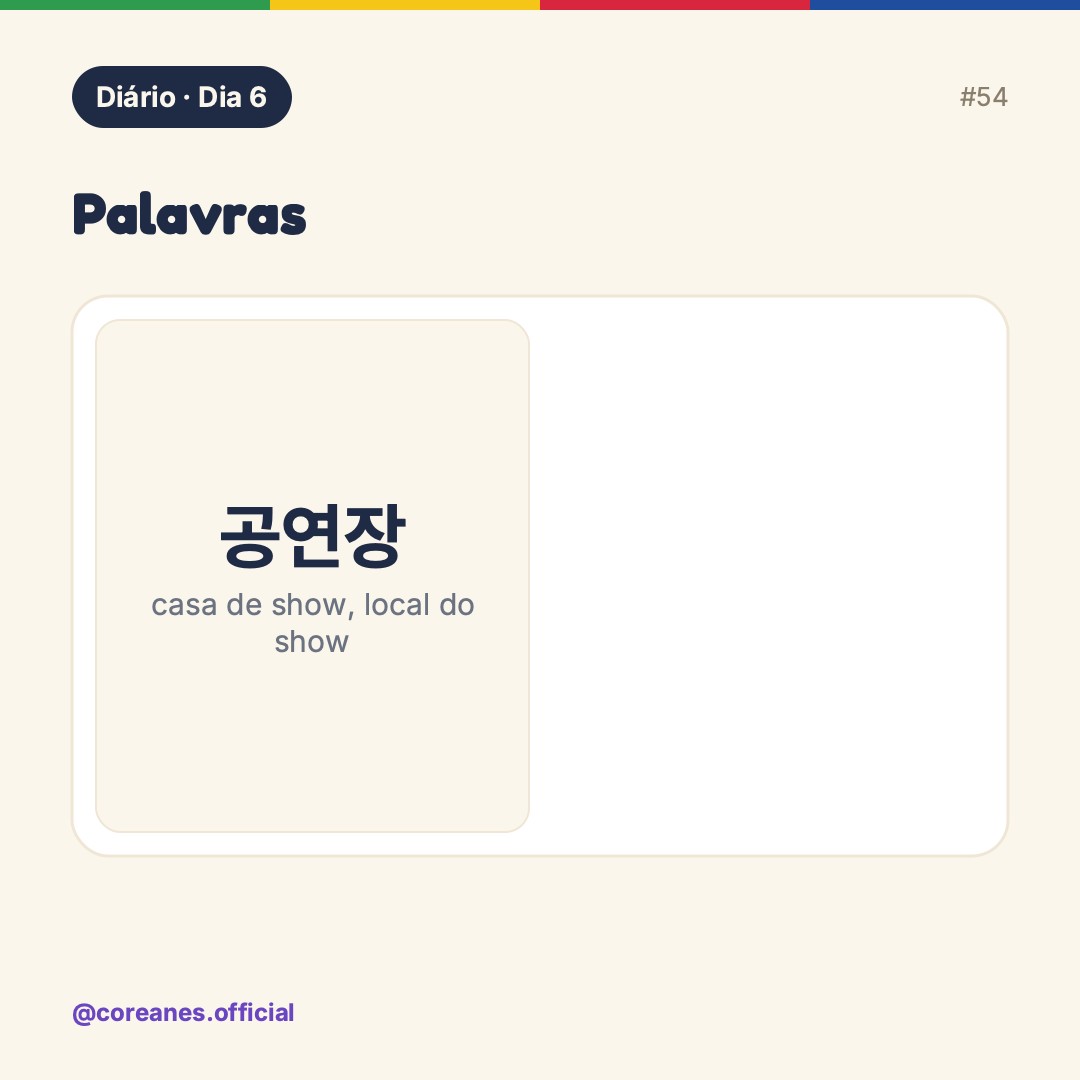 Diário · Dia 6
#54
Palavras
공연장
casa de show, local do
show
@coreanes.official